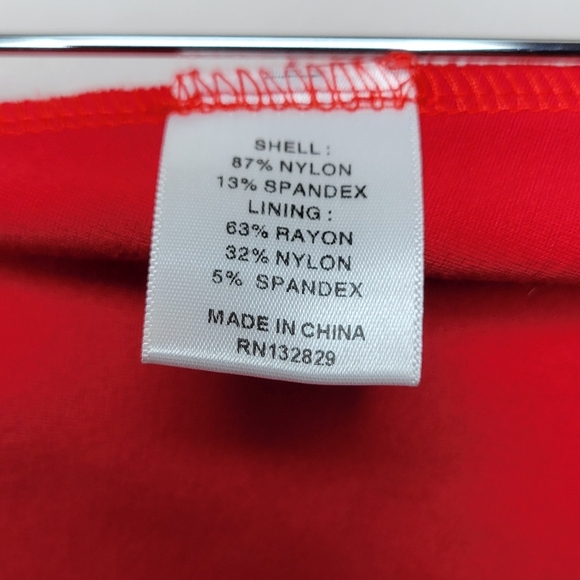 SHELL :
87% NYLON
13% SPANDEX
LINING :
63% RAYON
32% NYLON
5% SPANDEX
MADE IN CHINA
RN132829